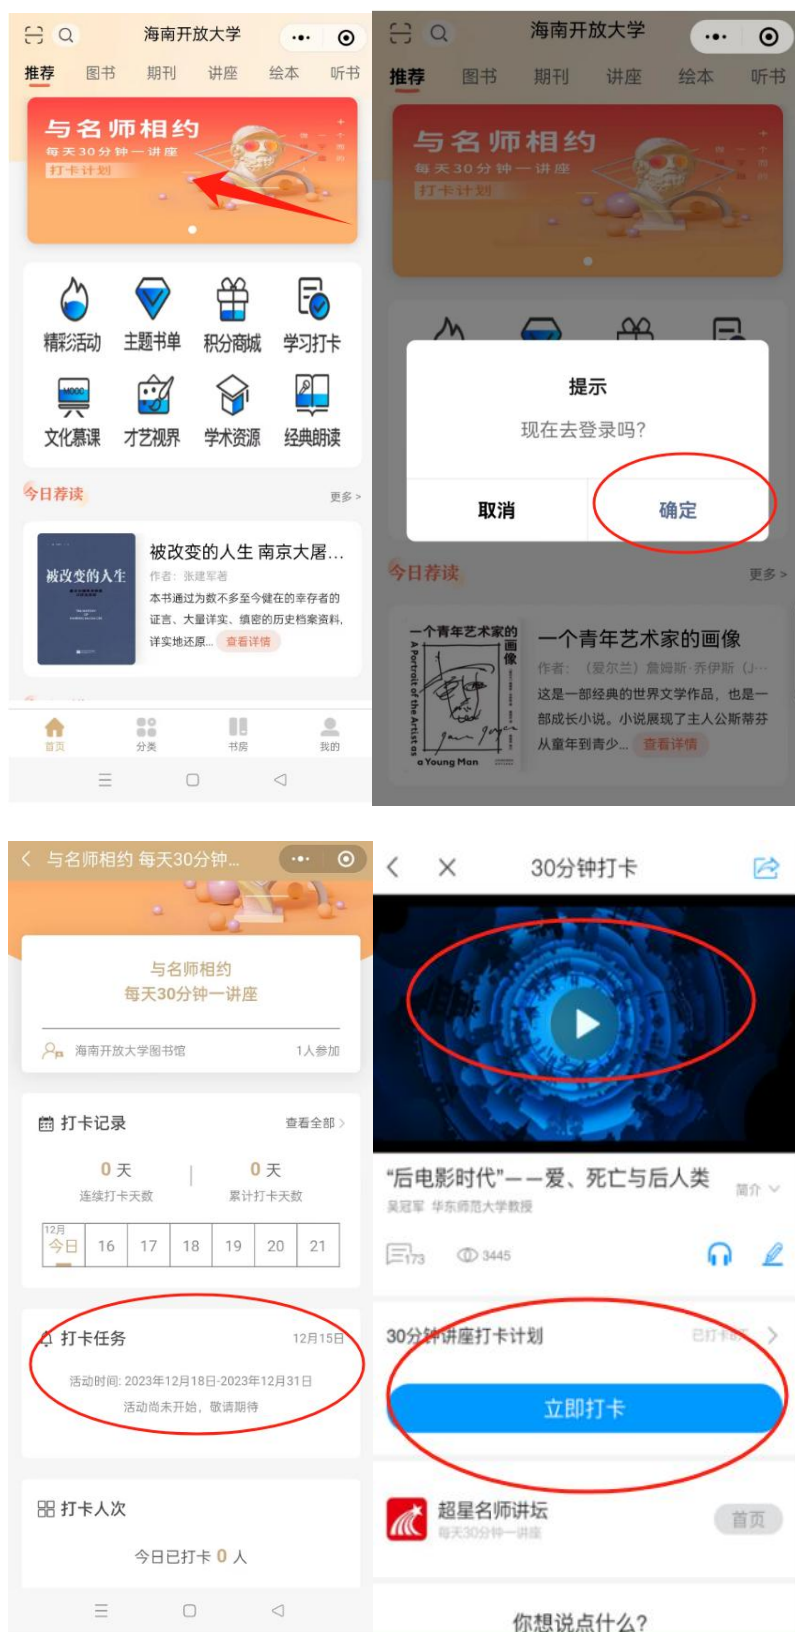 海南开放大学
推荐 图书 期刊 讲座 绘本 听书
与名师相约
每天30分钟一讲座
打卡计划
精彩活动 主题书单 积分商城 学习打卡
MOOC
文化慕课 才艺视界 学术资源 经典朗读
今日荐读
更多 >
被改变的人生
被改变的人生 南京大屠...
作者：张建军著
本书通过为数不多至今健在的幸存者的
证言、大量详实、缜密的历史档案资料,
详实地还原... 查看详情
首页 分类 书房 我的
海南开放大学
推荐 图书 期刊 讲座 绘本 听书
与名师相约
每天30分钟一讲座
打卡计划
提示
现在去登录吗?
取消 确定
今日荐读
更多 >
一个青年艺术家的
画像
A Portrait of the Artist as
a Young Man
一个青年艺术家的画像
作者：（爱尔兰）詹姆斯·乔伊斯（J...
这是一部经典的世界文学作品，也是一
部成长小说。小说展现了主人公斯蒂芬
从童年到青少... 查看详情
与名师相约 每天30分钟...
与名师相约
每天30分钟一讲座
海南开放大学图书馆 1人参加
打卡记录 查看全部 >
0 天 0 天
连续打卡天数 累计打卡天数
12月
今日 16 17 18 19 20 21
打卡任务 12月15日
活动时间: 2023年12月18日-2023年12月31日
活动尚未开始，敬请期待
打卡人次
今日已打卡 0 人
30分钟打卡
“后电影时代”——爱、死亡与后人类 简介
吴冠军 华东师范大学教授
173 3445
30分钟讲座打卡计划
立即打卡
超星名师讲坛 首页
每天30分钟一讲座
你想说点什么?